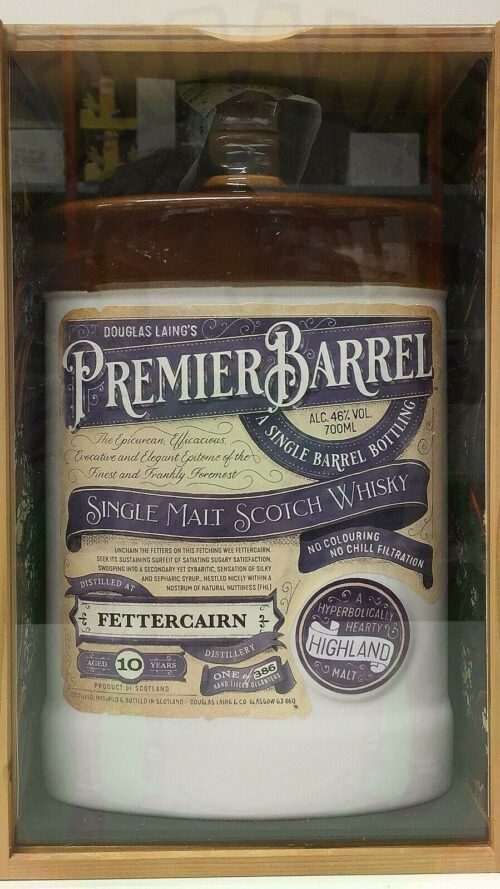 DOUGLAS LAING'S
PREMIER BARREL
ALC. 46% VOL.
700ML
A SINGLE BARREL BOTTLING
The Epicurean, Efficacious,
Evocative and Elegant Epitome of the
Finest and Frankly Foremost
SINGLE MALT SCOTCH WHISKY
NO COLOURING
NO CHILL FILTRATION
UNCHAIN THE FETTERS ON THIS FETCHING WEE FETTERCAIRN.
SEEK ITS SUSTAINING SURFEIT OF SATIATING SUGARY SATISFACTION,
SWOOPING INTO A SECONDARY YET SYBARITIC, SENSATION OF SILKY
AND SEPHARIC SYRUP... NESTLED NICELY WITHIN A
NOSTRUM OF NATURAL NUTTINESS (FHL)
DISTILLED AT
FETTERCAIRN
DISTILLERY
AGED 10 YEARS
ONE of 386
HAND FILLED DECANTERS
PRODUCT OF SCOTLAND
DISTILLED, MATURED & BOTTLED IN SCOTLAND - DOUGLAS LAING & CO. GLASGOW G3 8EQ
A
HYPERBOLICALLY
HEARTY
HIGHLAND
MALT